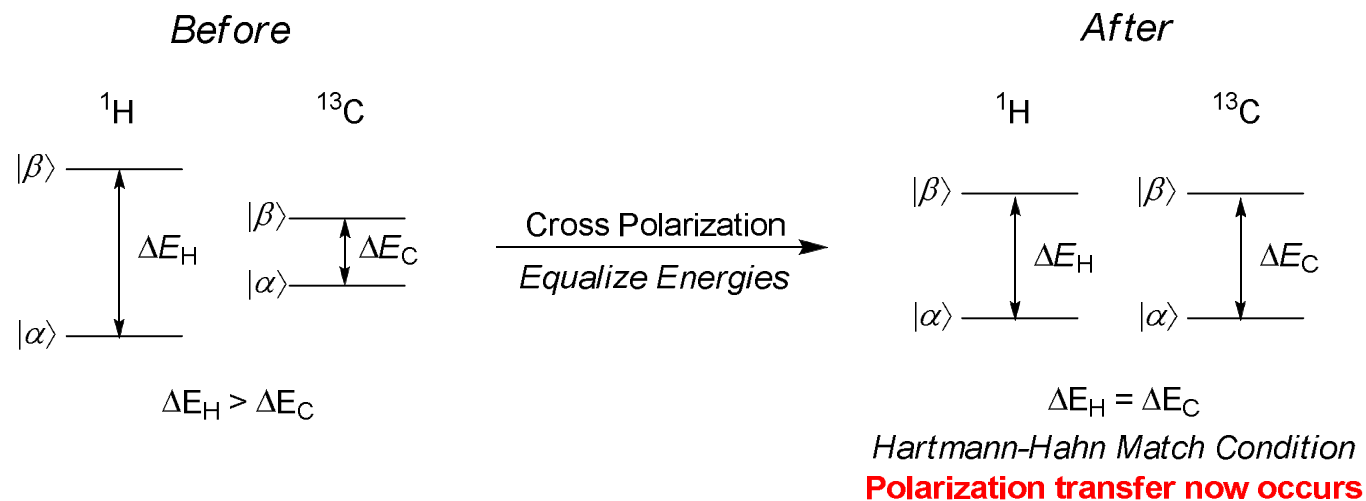 Before
After
¹H
¹³C
¹H
¹³C
|β⟩
|β⟩
|α⟩
|α⟩
ΔE_H
ΔE_C
ΔE_H > ΔE_C
Cross Polarization
Equalize Energies
|β⟩
|β⟩
ΔE_H
ΔE_C
|α⟩
|α⟩
ΔE_H = ΔE_C
Hartmann-Hahn Match Condition
Polarization transfer now occurs